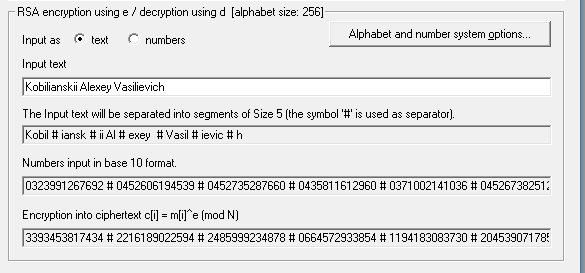 RSA encryption using e / decryption using d [alphabet size: 256]
Input as text numbers
Alphabet and number system options...
Input text
Kobilianskii Alexey Vasilievich
The Input text will be separated into segments of Size 5 (the symbol '#' is used as separator).
Kobil # iansk # ii Al # exey # Vasil # ievic # h
Numbers input in base 10 format.
0323991267692 # 0452606194539 # 0452735287660 # 0435811612960 # 0371002141036 # 045267382512
Encryption into ciphertext c[i] = m[i]^e (mod N)
3393453817434 # 2216189022594 # 2485999234878 # 0664572933854 # 1194183083730 # 204539071785